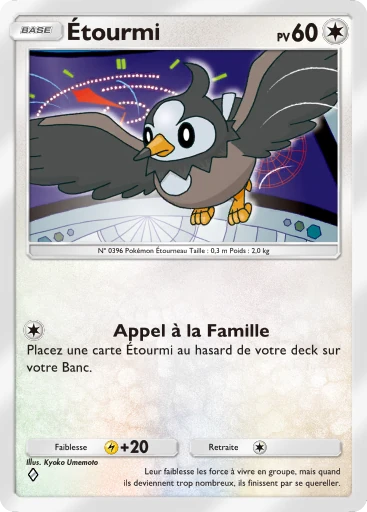 BASE Étourmi PV 60
N° 0396 Pokémon Étourneau Taille : 0,3 m Poids : 2,0 kg
Appel à la Famille
Placez une carte Étourmi au hasard de votre deck sur
votre Banc.
Faiblesse +20 Retraite
Illus. Kyoko Umemoto
Leur faiblesse les force à vivre en groupe, mais quand
ils deviennent trop nombreux, ils finissent par se quereller.